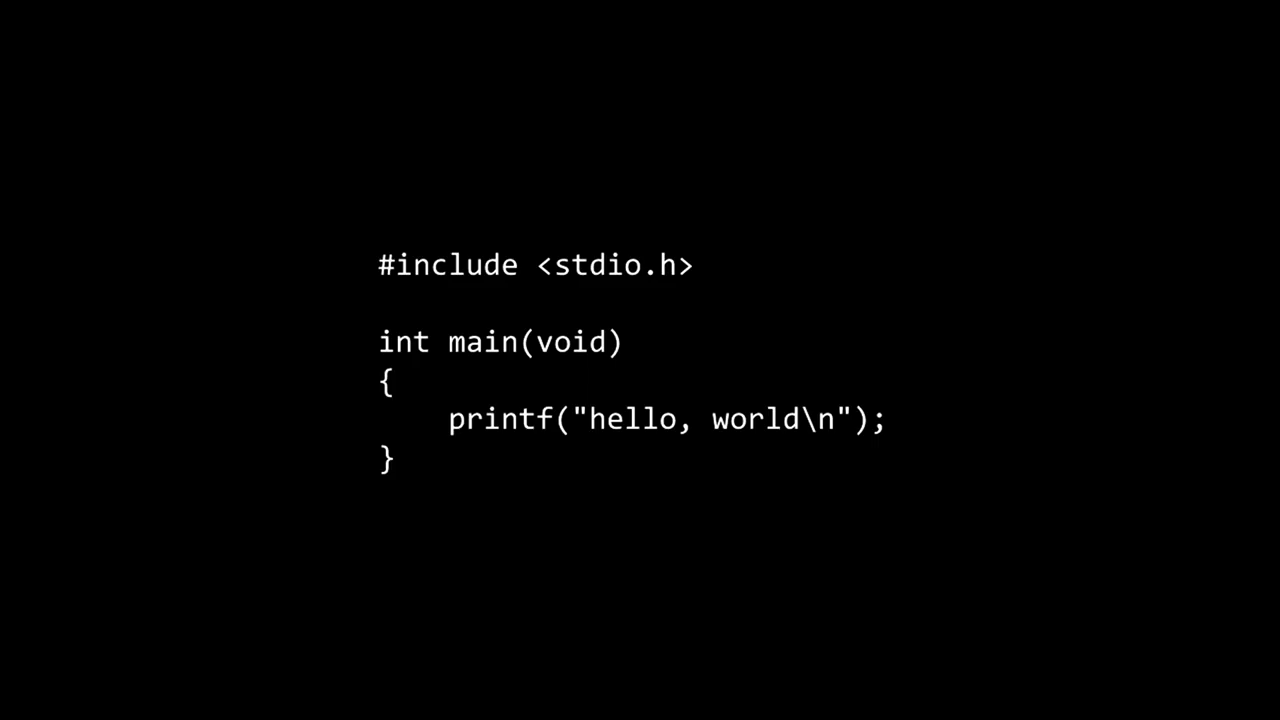 #include <stdio.h>
int main(void)
{
    printf("hello, world\n");
}